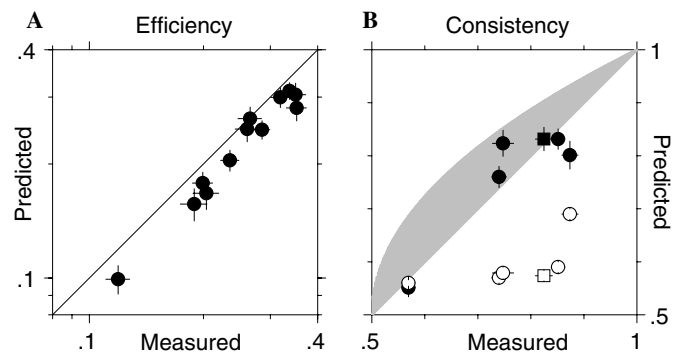 A Efficiency
B Consistency
.4
1
Predicted
Predicted
.1
.5
.1 Measured .4
.5 Measured 1